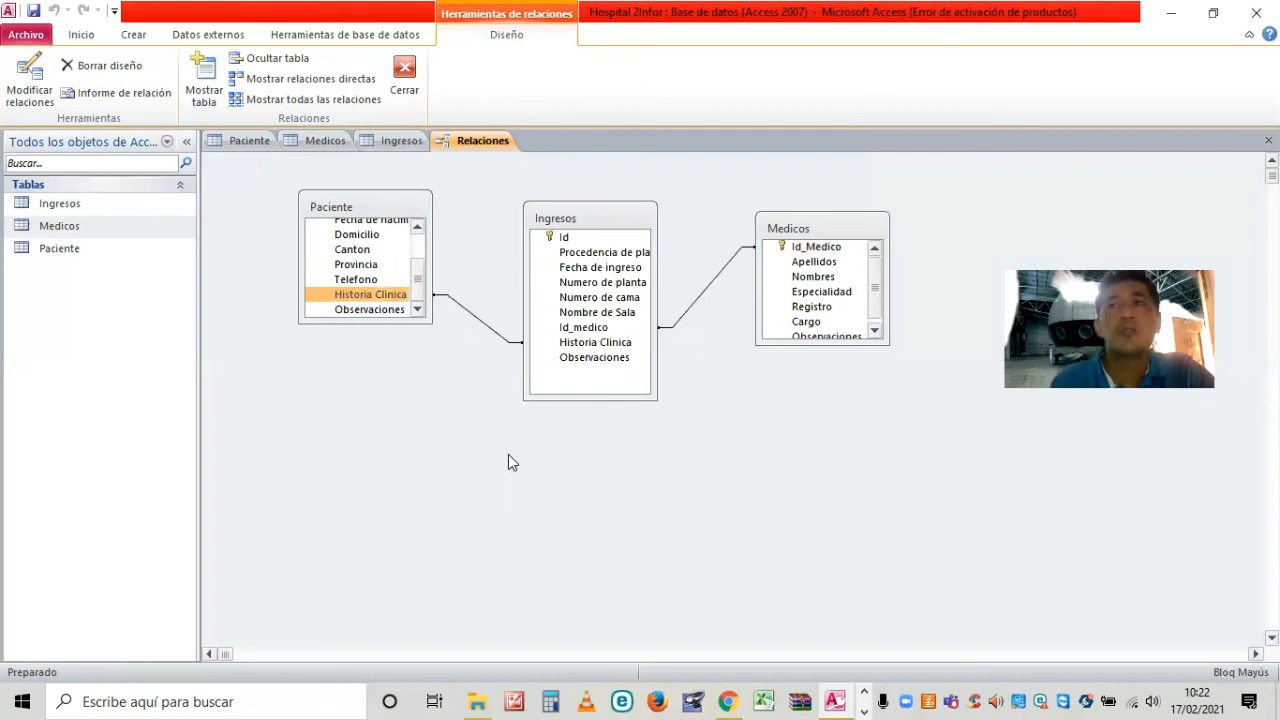 Herramientas de relaciones
Hospital 2Infor : Base de datos (Access 2007) - Microsoft Access (Error de activación de productos)
Archivo
Inicio
Crear
Datos externos
Herramientas de base de datos
Diseño
Modificar relaciones
Borrar diseño
Informe de relación
Herramientas
Mostrar tabla
Ocultar tabla
Mostrar relaciones directas
Mostrar todas las relaciones
Cerrar
Relaciones
Todos los objetos de Acc...
Buscar...
Tablas
Ingresos
Medicos
Paciente
Paciente
Medicos
Ingresos
Relaciones
Paciente
Fecha de nacim
Domicilio
Canton
Provincia
Telefono
Historia Clinica
Observaciones
Ingresos
Id
Procedencia de pla
Fecha de ingreso
Numero de planta
Numero de cama
Nombre de Sala
Id_medico
Historia Clinica
Observaciones
Medicos
Id_Medico
Apellidos
Nombres
Especialidad
Registro
Cargo
Observaciones
Preparado
Bloq Mayús
Escribe aquí para buscar
10:22
17/02/2021